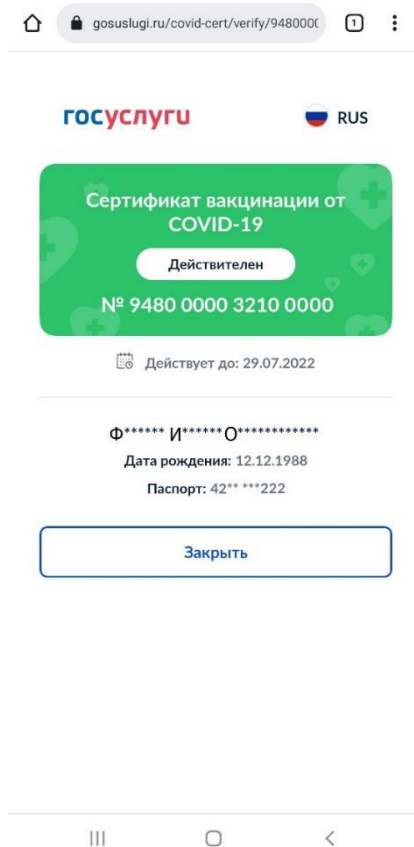 gosuslugi.ru/covid-cert/verify/9480000 1
госуслуги RUS
Сертификат вакцинации от
COVID-19
Действителен
№ 9480 0000 3210 0000
Действует до: 29.07.2022
Ф****** И****** О************
Дата рождения: 12.12.1988
Паспорт: 42** ***222
Закрыть